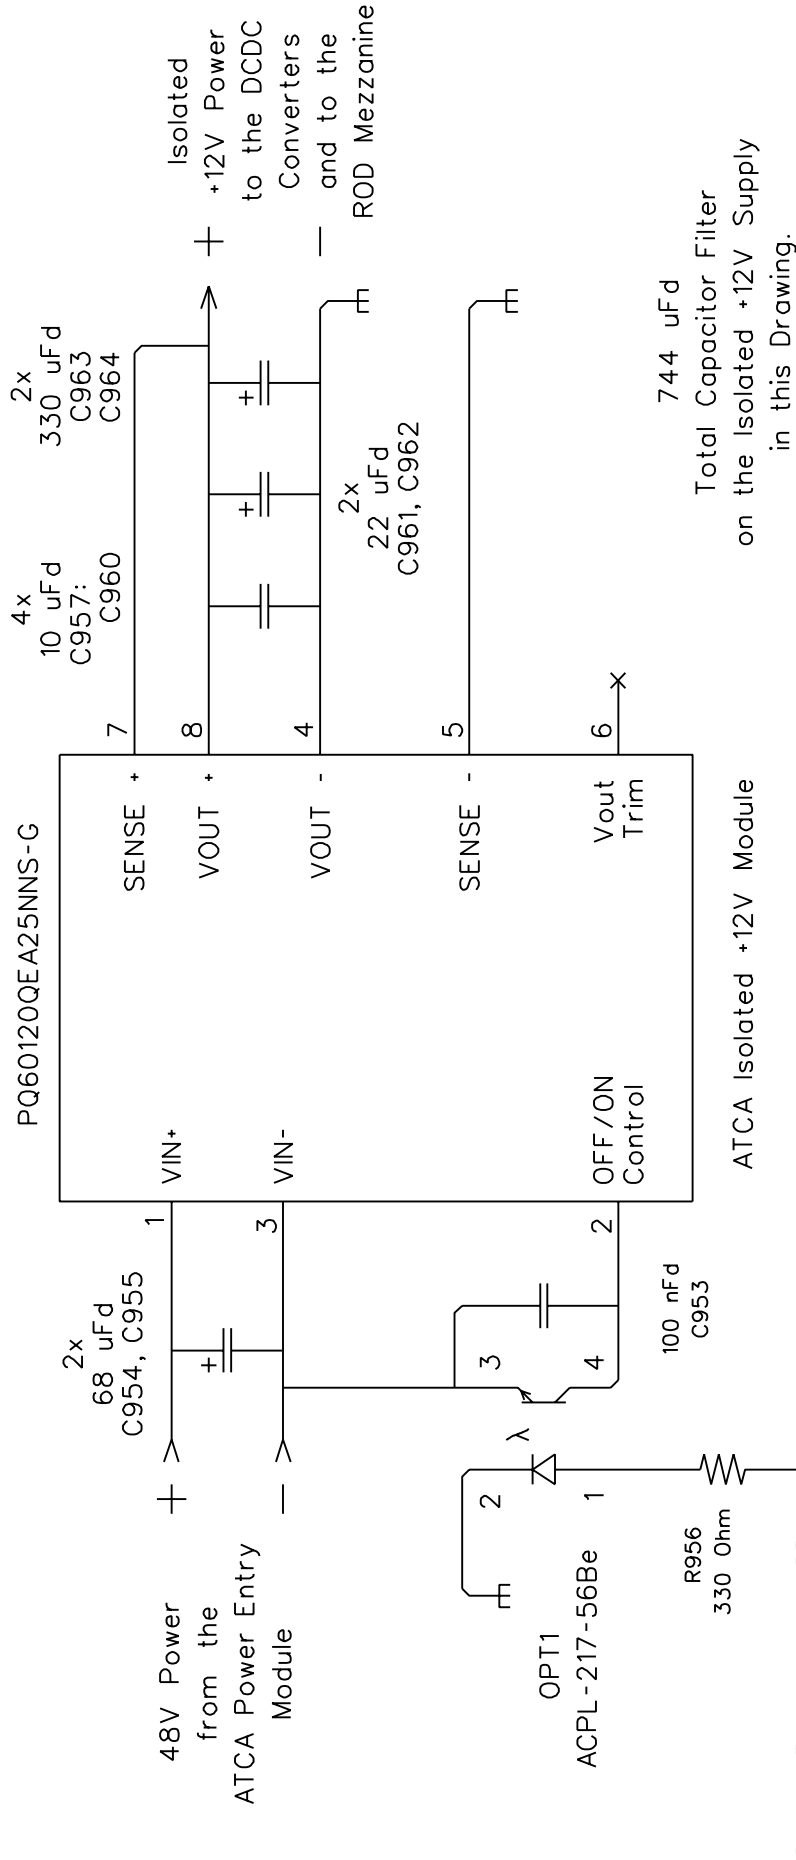 PQ60120QEA25NNS-G
2x
68 uFd
C954, C955
4x
10 uFd
C957:
C960
2x
330 uFd
C963
C964
48V Power
from the
ATCA Power Entry
Module
+
-
+
1
3
2
VIN+
VIN-
OFF/ON
Control
SENSE +
VOUT +
VOUT -
SENSE -
Vout
Trim
7
8
4
5
6
+
+
2x
22 uFd
C961, C962
+
-
Isolated
+12V Power
to the DCDC
Converters
and to the
ROD Mezzanine
3
4
λ
2
1
100 nFd
C953
OPT1
ACPL-217-56Be
R956
330 Ohm
ATCA Isolated +12V Module
744 uFd
Total Capacitor Filter
on the Isolated +12V Supply
in this Drawing.